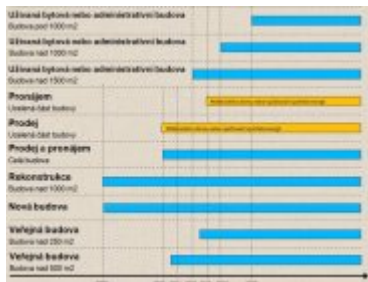 Užívaná bytová nebo administrativní budova
Budova pod 1000 m2
Užívaná bytová nebo administrativní budova
Budova nad 1000 m2
Užívaná bytová nebo administrativní budova
Budova nad 1500 m2
Pronájem
Ucelená část budovy
Prodej
Ucelená část budovy
Prodej a pronájem
Celá budova
Rekonstrukce
Budova nad 1000 m2
Nová budova
Veřejná budova
Budova nad 250 m2
Veřejná budova
Budova nad 500 m2